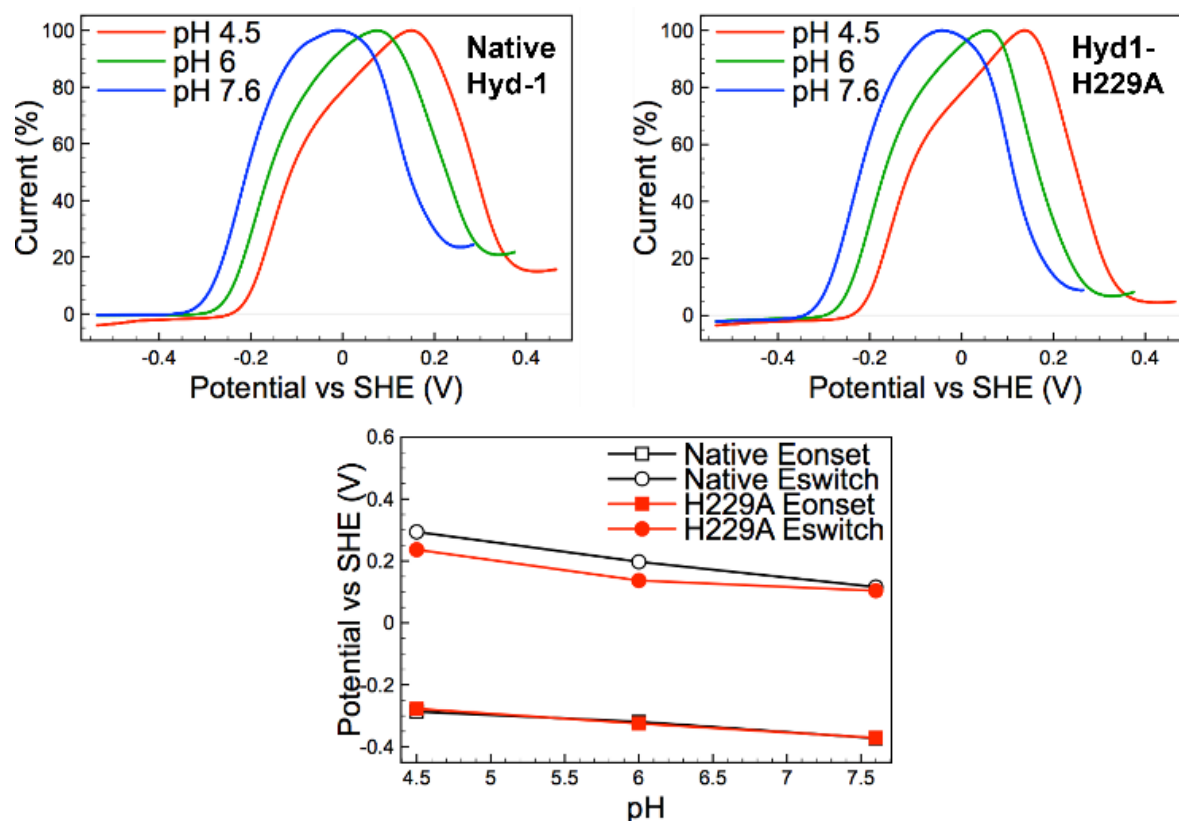 100
80
60
40
20
0
Current (%)
pH 4.5
pH 6
pH 7.6
Native
Hyd-1
-0.4
-0.2
0
0.2
0.4
Potential vs SHE (V)
100
80
60
40
20
0
Current (%)
pH 4.5
pH 6
pH 7.6
Hyd1-
H229A
-0.4
-0.2
0
0.2
0.4
Potential vs SHE (V)
0.6
0.4
0.2
0
-0.2
-0.4
Potential vs SHE (V)
Native Eonset
Native Eswitch
H229A Eonset
H229A Eswitch
4.5
5
5.5
6
6.5
7
7.5
pH